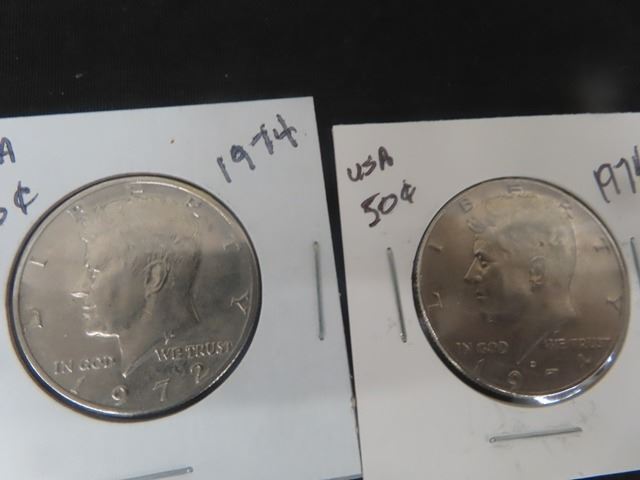 1974
LIBERTY
IN GOD WE TRUST
1972
USA
50¢
LIBERTY
IN GOD WE TRUST
D